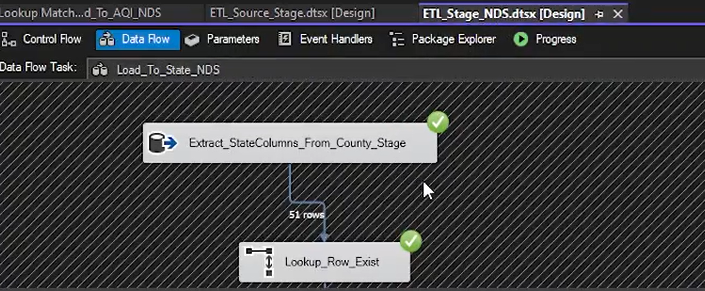 Lookup Match...d_To_AQI_NDS ETL_Source_Stage.dtsx [Design] ETL_Stage_NDS.dtsx [Design]
Control Flow Data Flow Parameters Event Handlers Package Explorer Progress
Data Flow Task: Load_To_State_NDS
Extract_StateColumns_From_County_Stage
51 rows
Lookup_Row_Exist